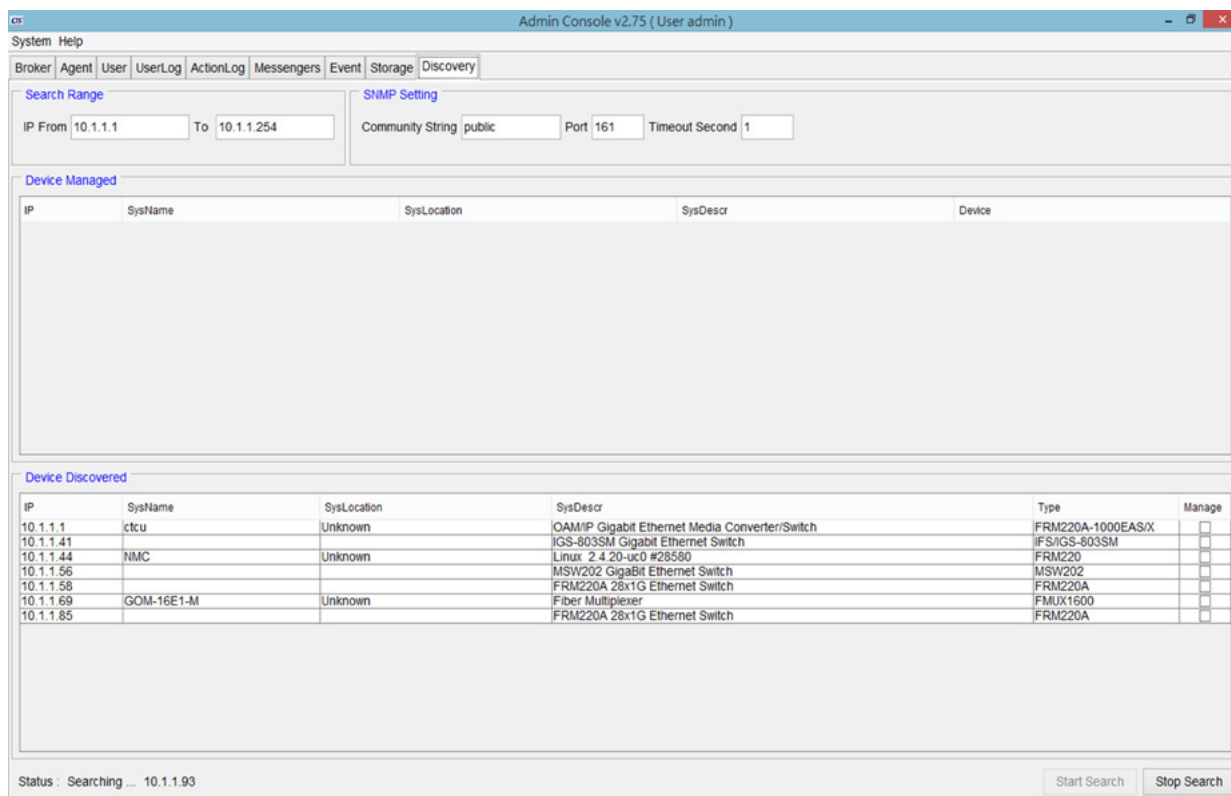 CTS Admin Console v2.75 ( User admin )
System Help
Broker Agent User UserLog ActionLog Messengers Event Storage Discovery
Search Range SNMP Setting
IP From 10.1.1.1 To 10.1.1.254 Community String public Port 161 Timeout Second 1
Device Managed
IP SysName SysLocation SysDescr Device
Device Discovered
IP SysName SysLocation SysDescr Type Manage
10.1.1.1 ctcu Unknown OAM/IP Gigabit Ethernet Media Converter/Switch FRM220A-1000EAS/X
10.1.1.41 IGS-803SM Gigabit Ethernet Switch IFS/IGS-803SM
10.1.1.44 NMC Unknown Linux 2.4.20-uc0 #28580 FRM220
10.1.1.56 MSW202 GigaBit Ethernet Switch MSW202
10.1.1.58 FRM220A 28x1G Ethernet Switch FRM220A
10.1.1.69 GOM-16E1-M Unknown Fiber Multiplexer FMUX1600
10.1.1.85 FRM220A 28x1G Ethernet Switch FRM220A
Status : Searching ... 10.1.1.93 Start Search Stop Search